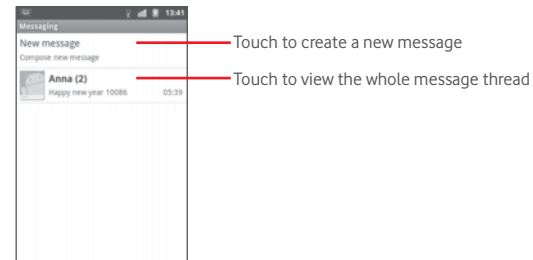 13:41
Messaging
New message
Touch to create a new message
Compose new message
Anna (2)
Touch to view the whole message thread
Happy new year 10086 05:39